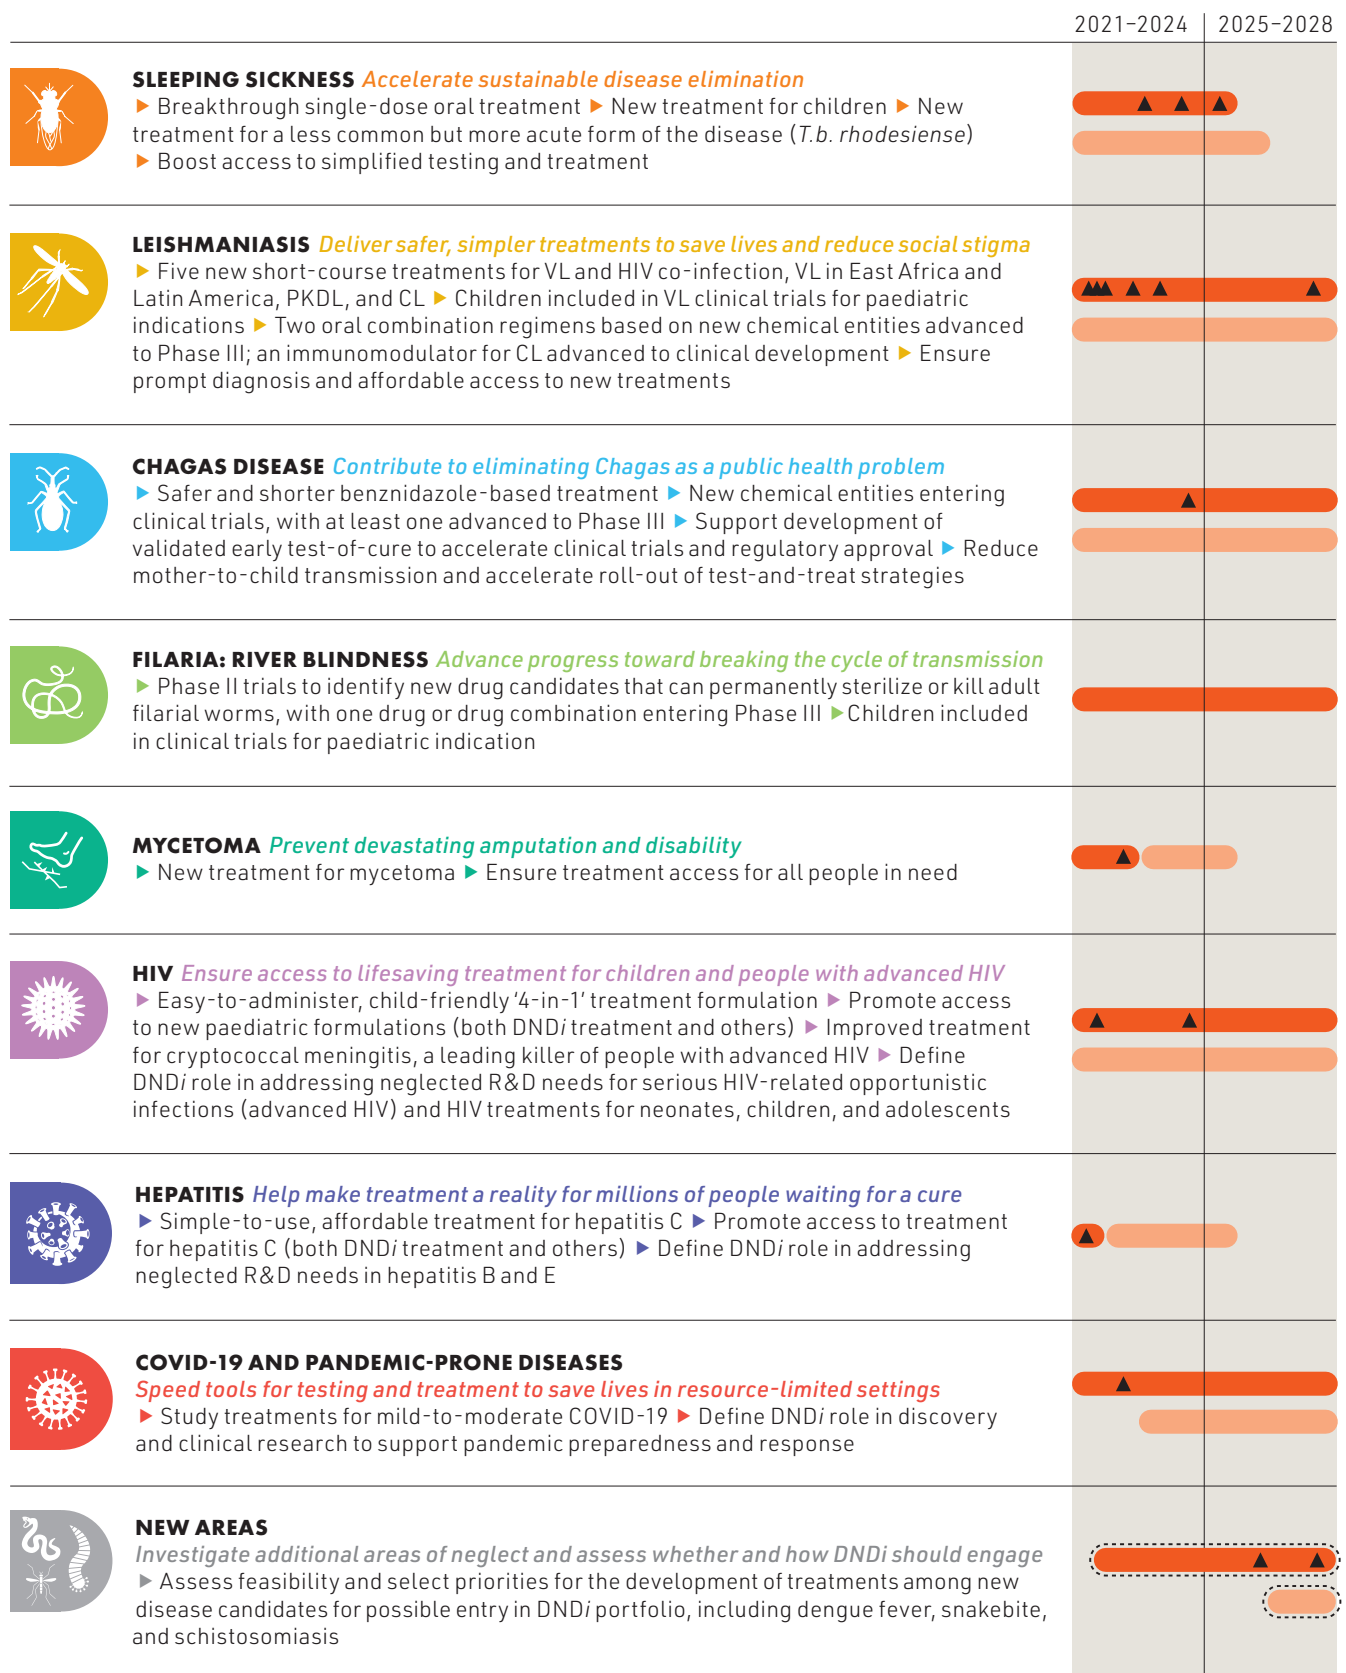 2021–2024 2025–2028
SLEEPING SICKNESS Accelerate sustainable disease elimination
▶ Breakthrough single-dose oral treatment ▶ New treatment for children ▶ New
treatment for a less common but more acute form of the disease (T.b. rhodesiense)
▶ Boost access to simplified testing and treatment
LEISHMANIASIS Deliver safer, simpler treatments to save lives and reduce social stigma
▶ Five new short-course treatments for VL and HIV co-infection, VL in East Africa and
Latin America, PKDL, and CL ▶ Children included in VL clinical trials for paediatric
indications ▶ Two oral combination regimens based on new chemical entities advanced
to Phase III; an immunomodulator for CL advanced to clinical development ▶ Ensure
prompt diagnosis and affordable access to new treatments
CHAGAS DISEASE Contribute to eliminating Chagas as a public health problem
▶ Safer and shorter benznidazole-based treatment ▶ New chemical entities entering
clinical trials, with at least one advanced to Phase III ▶ Support development of
validated early test-of-cure to accelerate clinical trials and regulatory approval ▶ Reduce
mother-to-child transmission and accelerate roll-out of test-and-treat strategies
FILARIA: RIVER BLINDNESS Advance progress toward breaking the cycle of transmission
▶ Phase II trials to identify new drug candidates that can permanently sterilize or kill adult
filarial worms, with one drug or drug combination entering Phase III ▶Children included
in clinical trials for paediatric indication
MYCETOMA Prevent devastating amputation and disability
▶ New treatment for mycetoma ▶ Ensure treatment access for all people in need
HIV Ensure access to lifesaving treatment for children and people with advanced HIV
▶ Easy-to-administer, child-friendly ‘4-in-1’ treatment formulation ▶ Promote access
to new paediatric formulations (both DNDi treatment and others) ▶ Improved treatment
for cryptococcal meningitis, a leading killer of people with advanced HIV ▶ Define
DNDi role in addressing neglected R&D needs for serious HIV-related opportunistic
infections (advanced HIV) and HIV treatments for neonates, children, and adolescents
HEPATITIS Help make treatment a reality for millions of people waiting for a cure
▶ Simple-to-use, affordable treatment for hepatitis C ▶ Promote access to treatment
for hepatitis C (both DNDi treatment and others) ▶ Define DNDi role in addressing
neglected R&D needs in hepatitis B and E
COVID-19 AND PANDEMIC-PRONE DISEASES
Speed tools for testing and treatment to save lives in resource-limited settings
▶ Study treatments for mild-to-moderate COVID-19 ▶ Define DNDi role in discovery
and clinical research to support pandemic preparedness and response
NEW AREAS
Investigate additional areas of neglect and assess whether and how DNDi should engage
▶ Assess feasibility and select priorities for the development of treatments among new
disease candidates for possible entry in DNDi portfolio, including dengue fever, snakebite,
and schistosomiasis